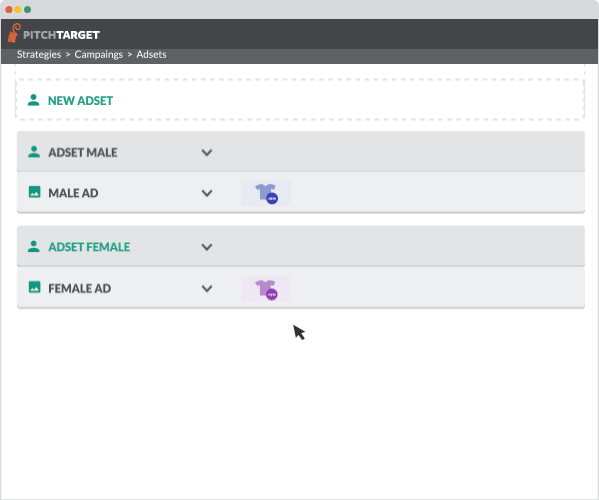 PITCHTARGET
Strategies > Campaings > Adsets
NEW ADSET
ADSET MALE
MALE AD
NEW
ADSET FEMALE
FEMALE AD
NEW